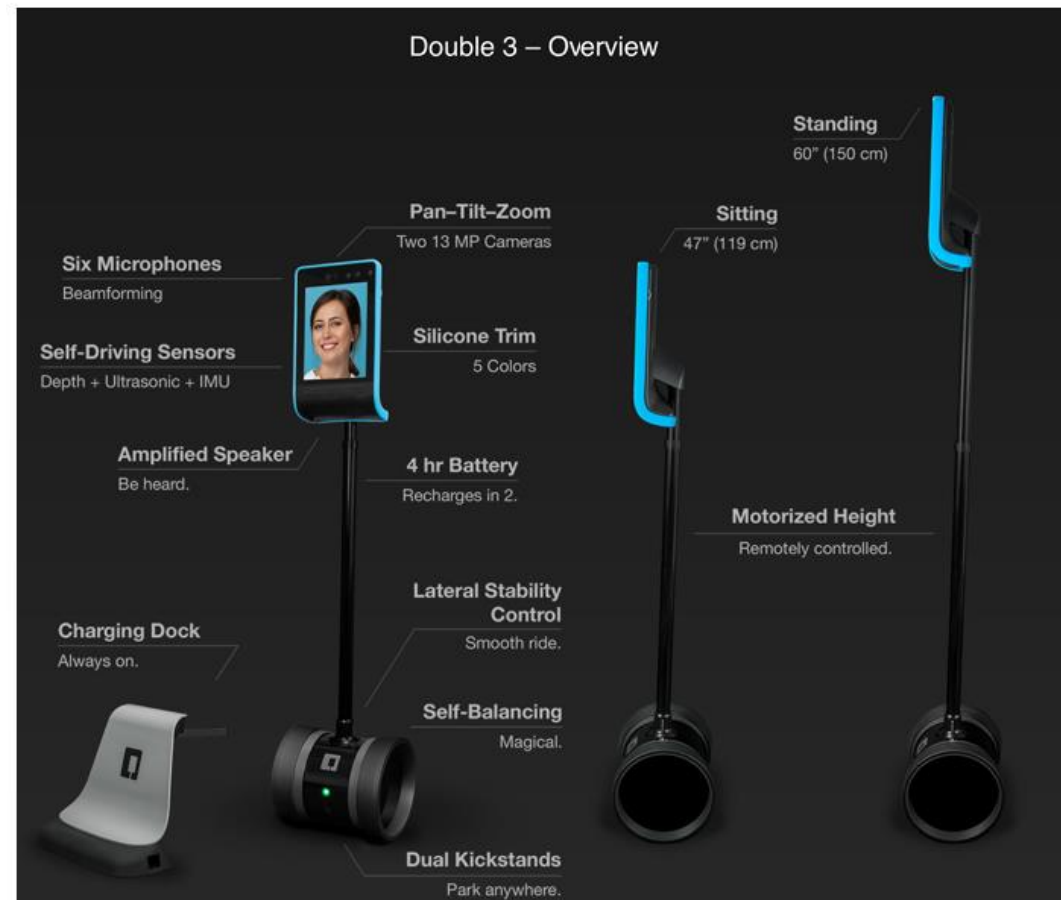 Double 3 – Overview
Standing
60” (150 cm)
Pan–Tilt–Zoom
Two 13 MP Cameras
Sitting
47” (119 cm)
Six Microphones
Beamforming
Silicone Trim
5 Colors
Self-Driving Sensors
Depth + Ultrasonic + IMU
Amplified Speaker
Be heard.
4 hr Battery
Recharges in 2.
Motorized Height
Remotely controlled.
Lateral Stability
Control
Smooth ride.
Charging Dock
Always on.
Self-Balancing
Magical.
Dual Kickstands
Park anywhere.